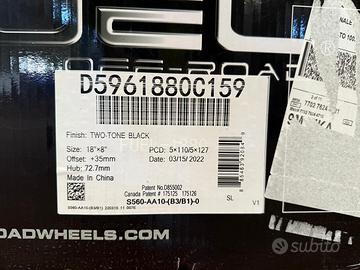 OFF-ROAD
D5961880C159
Finish: TWO-TONE BLACK
Size: 18"×8"
PCD: 5×110/5×127
Offset: +35mm
Date: 03/15/2022
Hub: 72.7mm
Made In China
Patent No.D855002
Canada Patent # 175125 175126
SL
S560-AA10-(B3/B1)-0
V1
OADWHEELS.COM
subito